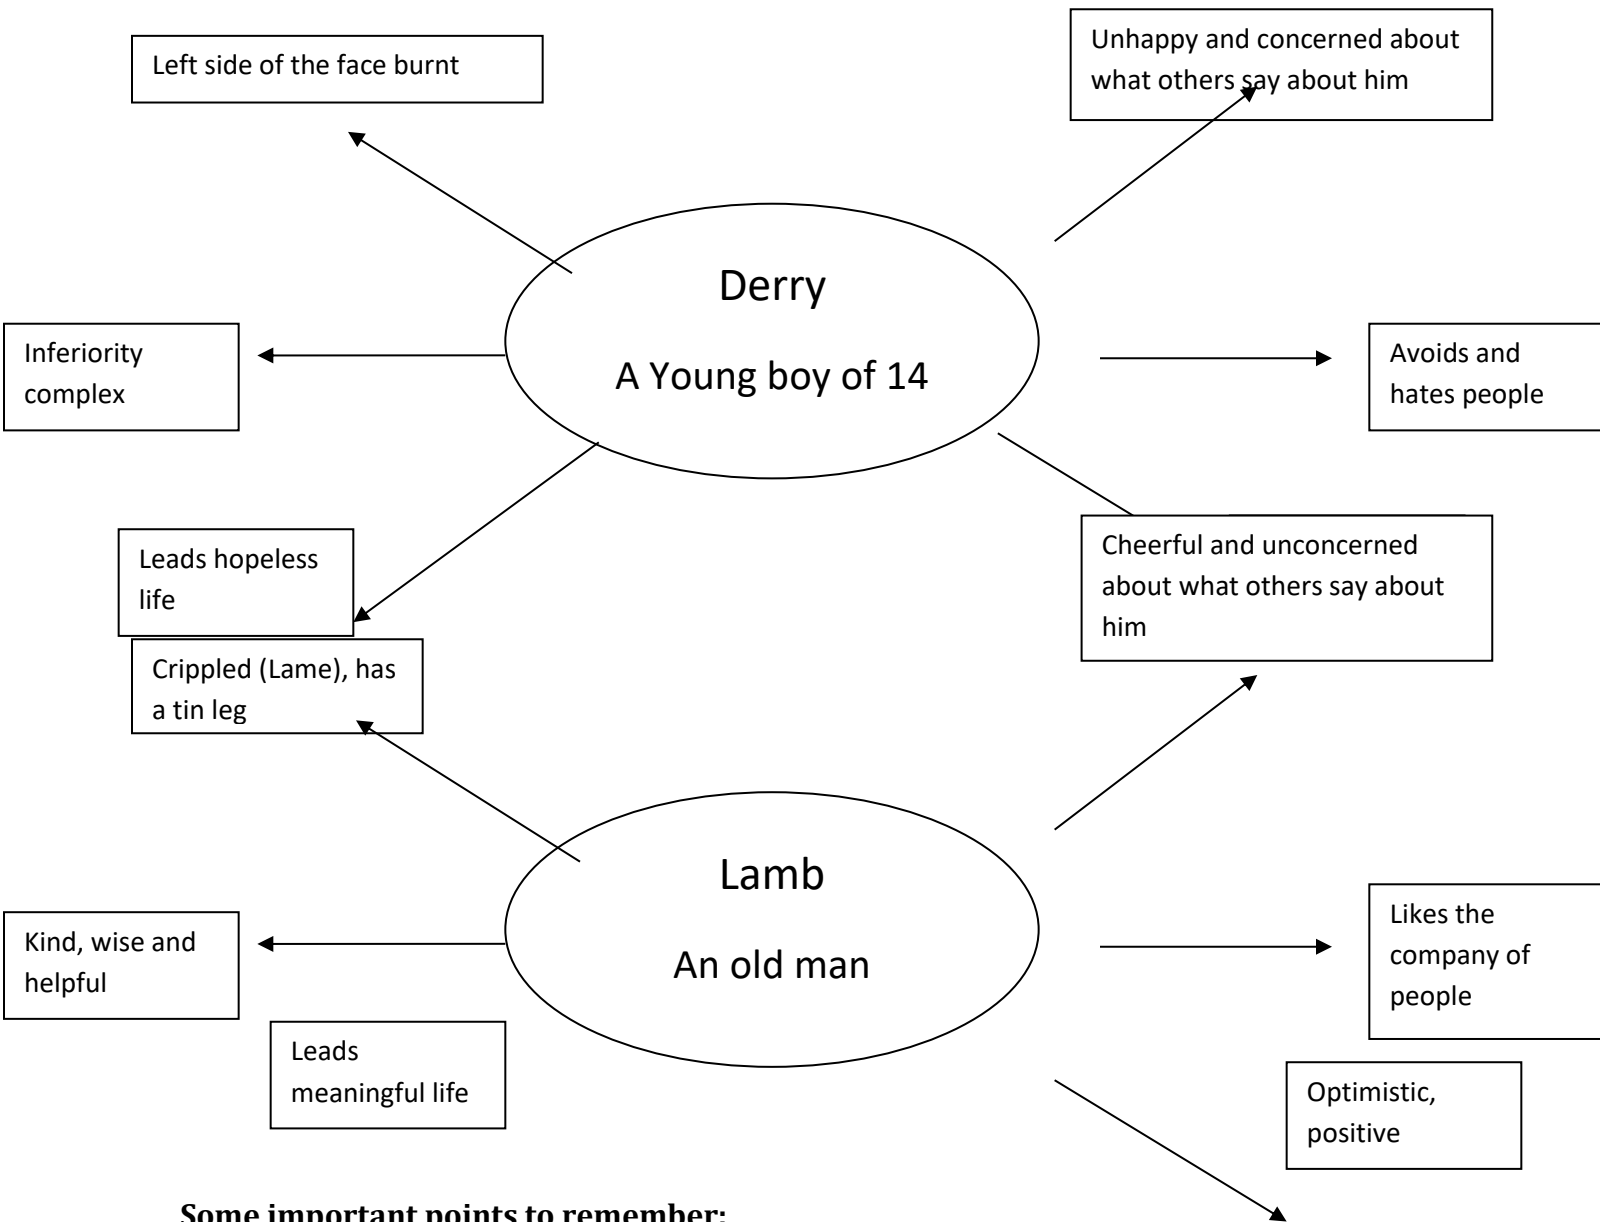 Left side of the face burnt
Unhappy and concerned about
what others say about him
Derry
A Young boy of 14
Inferiority
complex
Avoids and
hates people
Leads hopeless
life
Cheerful and unconcerned
about what others say about
him
Crippled (Lame), has
a tin leg
Lamb
An old man
Kind, wise and
helpful
Likes the
company of
people
Leads
meaningful life
Optimistic,
positive
Some important points to remember: